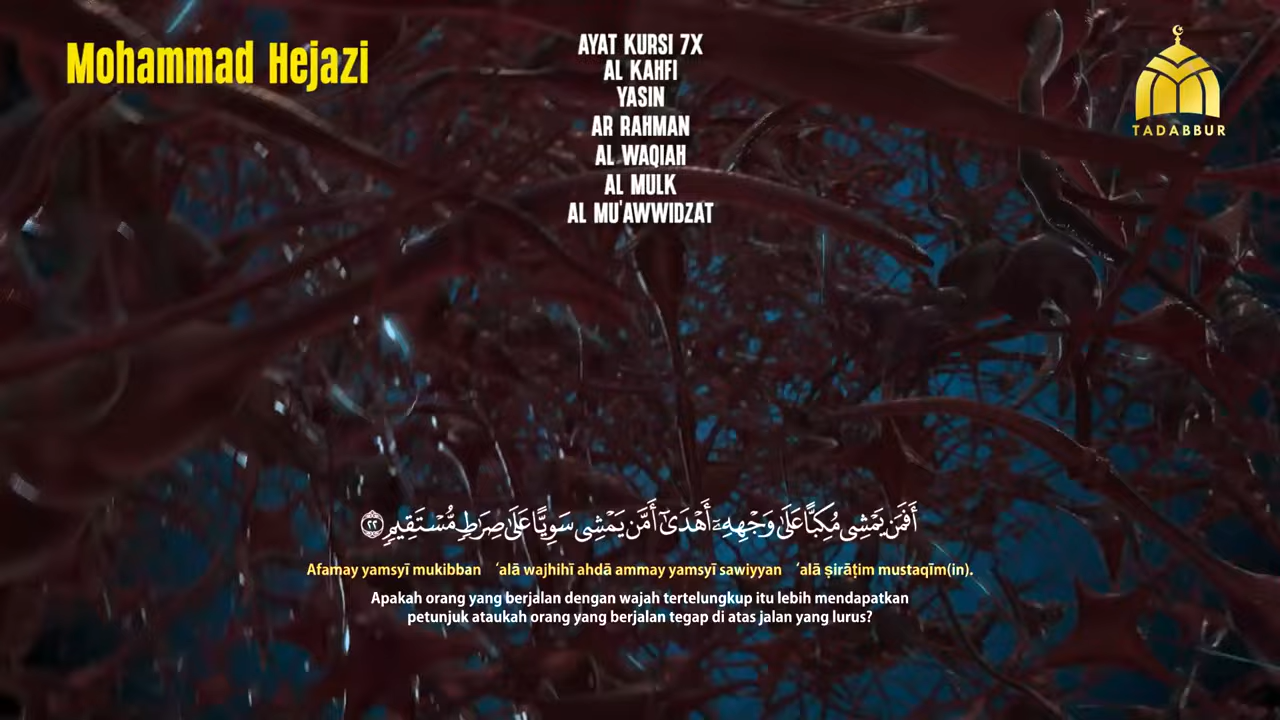 Mohammad Hejazi
AYAT KURSI 7X
AL KAHFI
YASIN
AR RAHMAN
AL WAQIAH
AL MULK
AL MU'AWWIDZAT
TADABBUR
أَفَمَن يَمْشِى مُكِبًّا عَلَىٰ وَجْهِهِۦٓ أَهْدَىٰٓ أَمَّن يَمْشِى سَوِيًّا عَلَىٰ صِرَٰطٍ مُّسْتَقِيمٍ ٢٢
Afamay yamsyī mukibban ‘alā wajhihī ahdā ammay yamsyī sawiyyan ‘alā ṣirāṭim mustaqīm(in).
Apakah orang yang berjalan dengan wajah tertelungkup itu lebih mendapatkan
petunjuk ataukah orang yang berjalan tegap di atas jalan yang lurus?